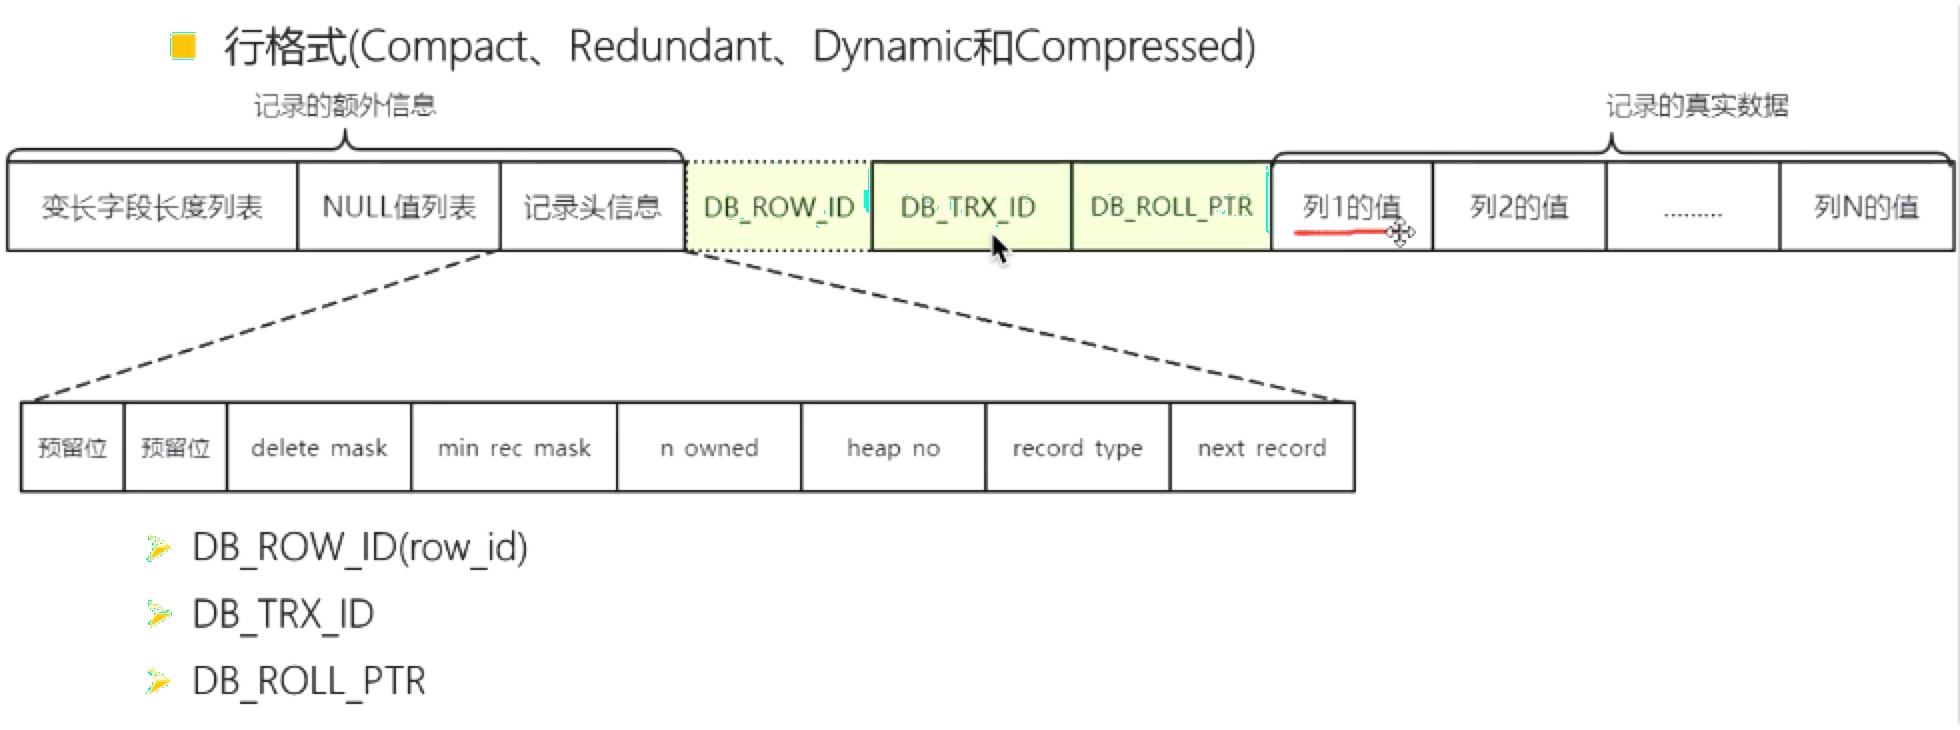 行格式(Compact、Redundant、Dynamic和Compressed)
记录的额外信息
记录的真实数据
变长字段长度列表 NULL值列表 记录头信息 DB_ROW_ID DB_TRX_ID DB_ROLL_PTR 列1的值 列2的值 ......... 列N的值
预留位 预留位 delete mask min rec mask n owned heap no record type next record
DB_ROW_ID(row_id)
DB_TRX_ID
DB_ROLL_PTR